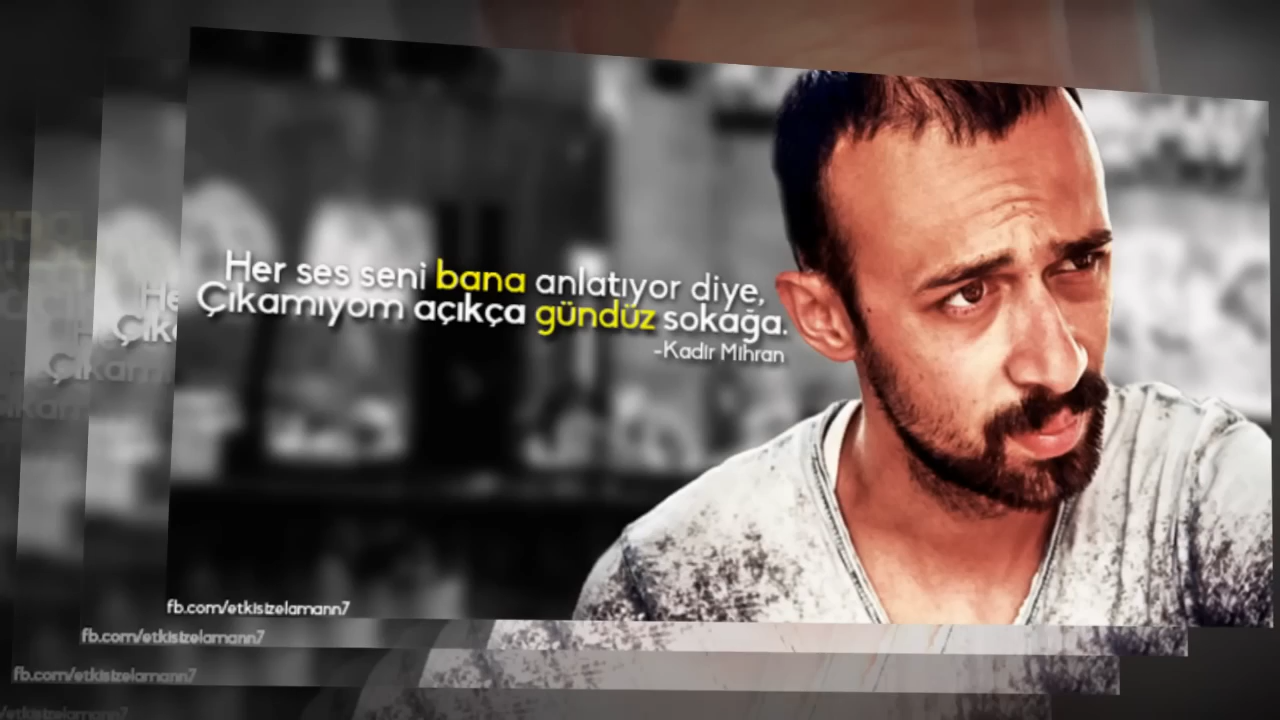 Her ses seni bana anlatıyor diye,
Çıkamıyom açıkça gündüz sokağa.
-Kadir Mihran
fb.com/etkisizelamann7
fb.com/etkisizelamann7
fb.com/etkisizelamann7
/etkisizelamann7